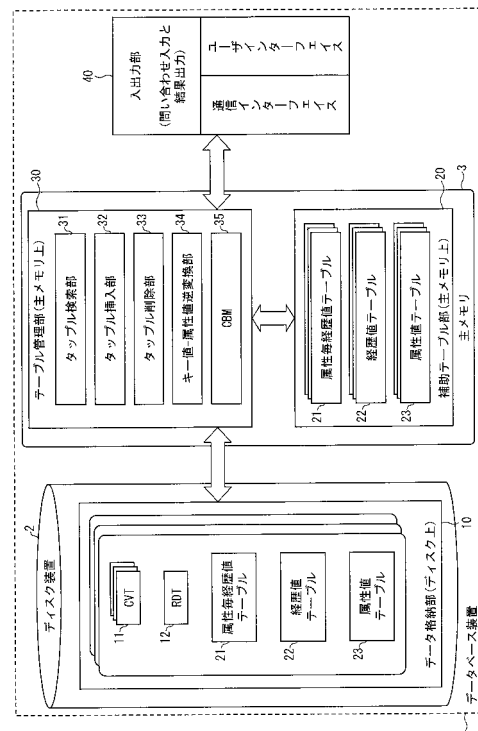 データベース装置
ディスク装置
2
CVT
11
RDT
12
属性毎経歴値
テーブル
21
経歴値
テーブル
22
属性値
テーブル
23
データ格納部(ディスク上)
10
テーブル管理部(主メモリ上)
30
タップル検索部
31
タップル挿入部
32
タップル削除部
33
キー値-属性値逆変換部
34
CBM
35
属性毎経歴値テーブル
21
経歴値テーブル
22
属性値テーブル
23
補助テーブル部(主メモリ上)
20
主メモリ
3
40
入出力部
(問い合わせ入力と
結果出力)
通信インターフェイス
ユーザインターフェイス